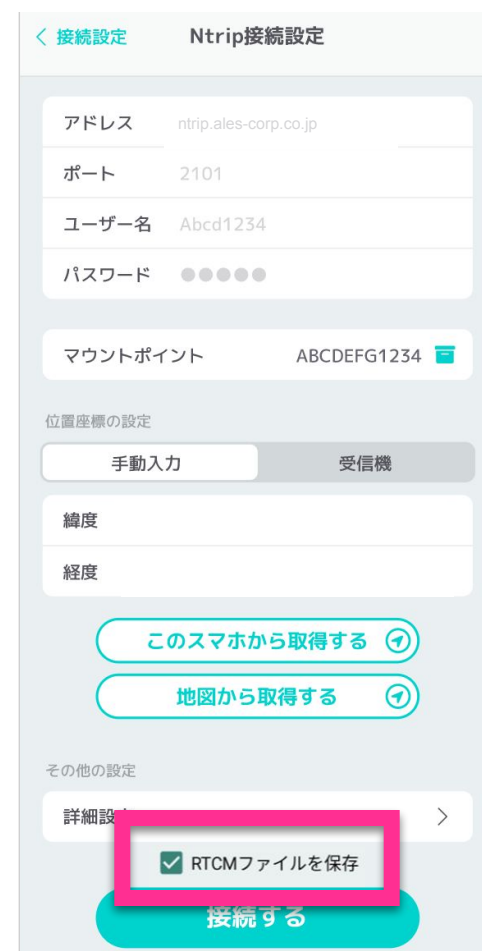 接続設定 Ntrip接続設定
アドレス ntrip.ales-corp.co.jp
ポート 2101
ユーザー名 Abcd1234
パスワード ●●●●●
マウントポイント ABCDEFG1234
位置座標の設定
手動入力 受信機
緯度
経度
このスマホから取得する
地図から取得する
その他の設定
詳細設
RTCMファイルを保存
接続する